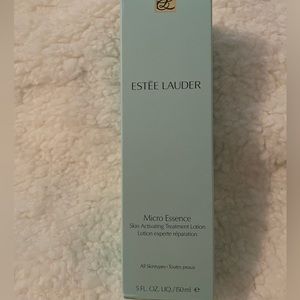 ESTĒE LAUDER
Micro Essence
Skin Activating Treatment Lotion
Lotion experte réparation
All Skintypes • Toutes peaux
5 FL. OZ. LIQ./150 ml ℮